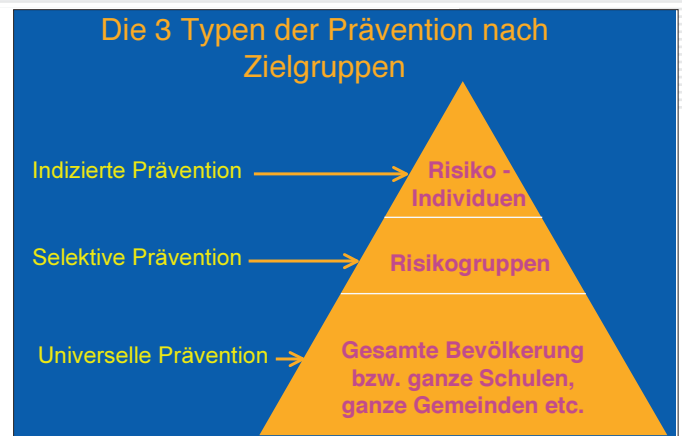 Die 3 Typen der Prävention nach
Zielgruppen
Indizierte Prävention
Risiko -
Individuen
Selektive Prävention
Risikogruppen
Universelle Prävention
Gesamte Bevölkerung
bzw. ganze Schulen,
ganze Gemeinden etc.